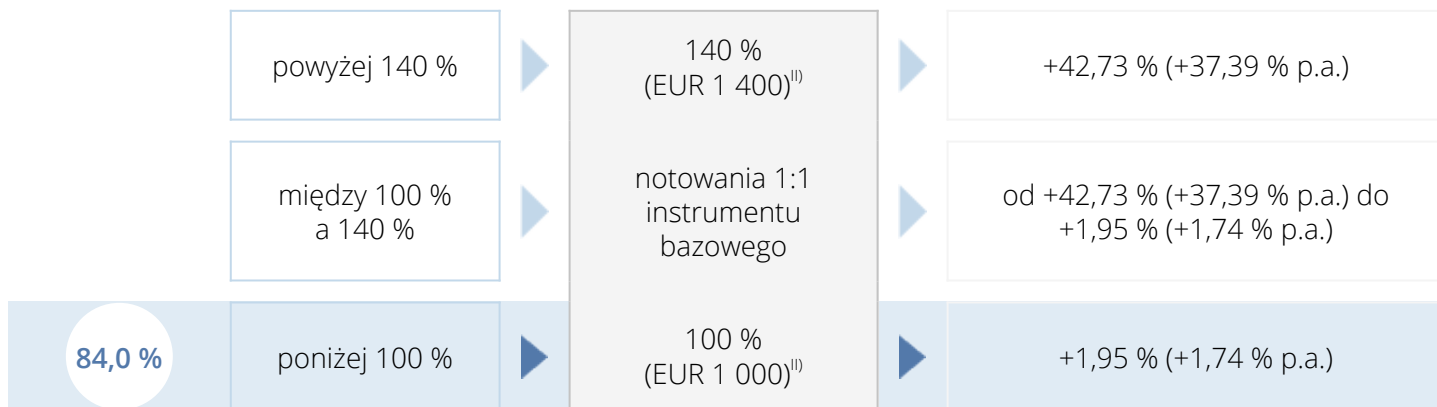 powyżej 140 %
140 %
(EUR 1 400)II)
+42,73 % (+37,39 % p.a.)
między 100 %
a 140 %
notowania 1:1
instrumentu
bazowego
od +42,73 % (+37,39 % p.a.) do
+1,95 % (+1,74 % p.a.)
84,0 %
poniżej 100 %
100 %
(EUR 1 000)II)
+1,95 % (+1,74 % p.a.)